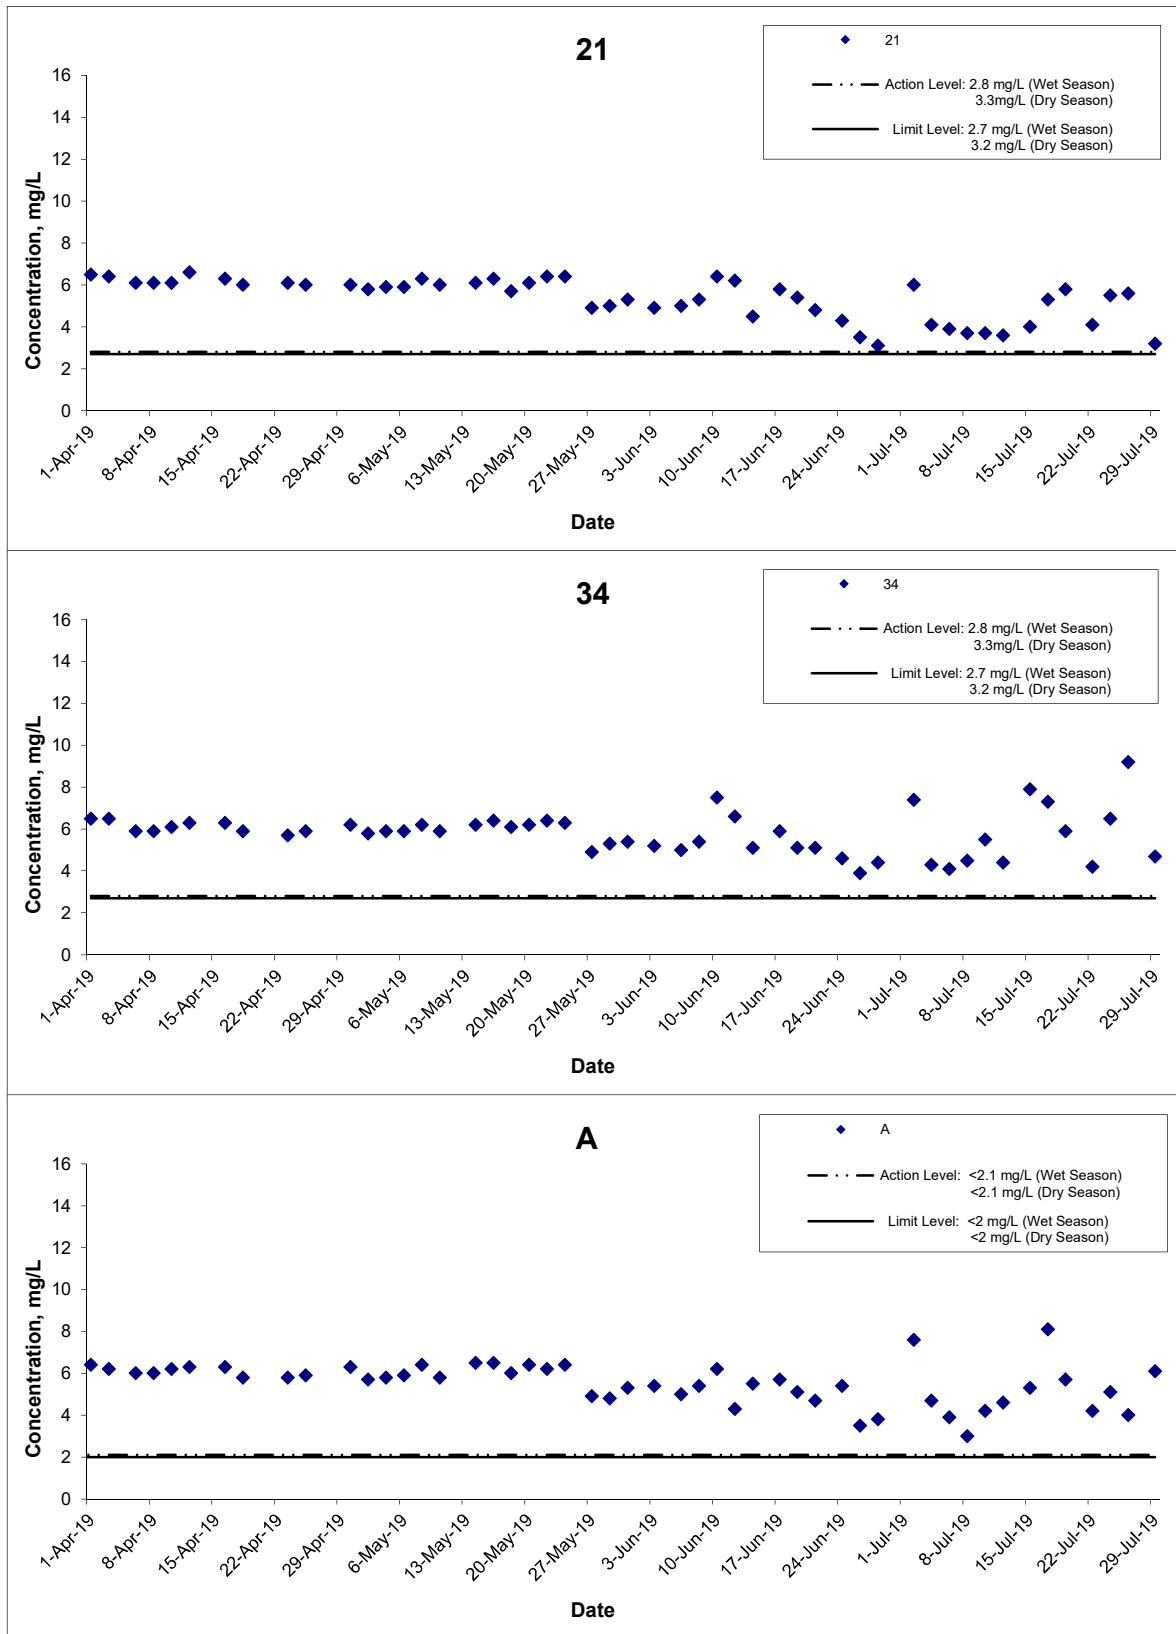 21
21
Action Level: 2.8 mg/L (Wet Season)
3.3mg/L (Dry Season)
Limit Level: 2.7 mg/L (Wet Season)
3.2 mg/L (Dry Season)
Concentration, mg/L
16
14
12
10
8
6
4
2
0
1-Apr-19
8-Apr-19
15-Apr-19
22-Apr-19
29-Apr-19
6-May-19
13-May-19
20-May-19
27-May-19
3-Jun-19
10-Jun-19
17-Jun-19
24-Jun-19
1-Jul-19
8-Jul-19
15-Jul-19
22-Jul-19
29-Jul-19
Date
34
34
Action Level: 2.8 mg/L (Wet Season)
3.3mg/L (Dry Season)
Limit Level: 2.7 mg/L (Wet Season)
3.2 mg/L (Dry Season)
Concentration, mg/L
16
14
12
10
8
6
4
2
0
1-Apr-19
8-Apr-19
15-Apr-19
22-Apr-19
29-Apr-19
6-May-19
13-May-19
20-May-19
27-May-19
3-Jun-19
10-Jun-19
17-Jun-19
24-Jun-19
1-Jul-19
8-Jul-19
15-Jul-19
22-Jul-19
29-Jul-19
Date
A
A
Action Level: <2.1 mg/L (Wet Season)
<2.1 mg/L (Dry Season)
Limit Level: <2 mg/L (Wet Season)
<2 mg/L (Dry Season)
Concentration, mg/L
16
14
12
10
8
6
4
2
0
1-Apr-19
8-Apr-19
15-Apr-19
22-Apr-19
29-Apr-19
6-May-19
13-May-19
20-May-19
27-May-19
3-Jun-19
10-Jun-19
17-Jun-19
24-Jun-19
1-Jul-19
8-Jul-19
15-Jul-19
22-Jul-19
29-Jul-19
Date